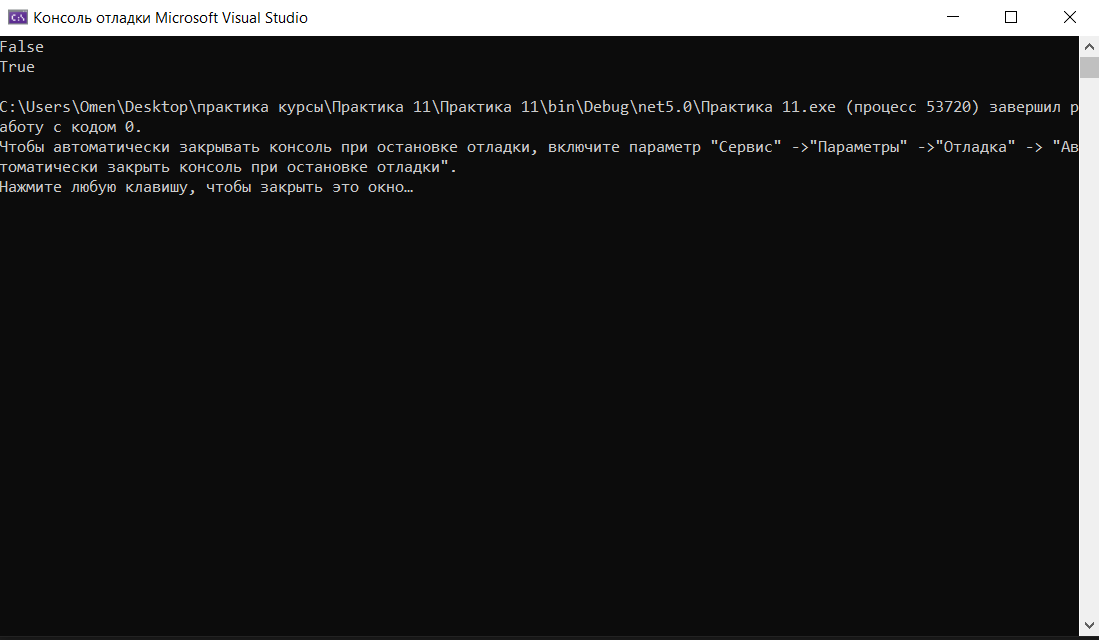 Консоль отладки Microsoft Visual Studio
False
True
C:\Users\Omen\Desktop\практика курсы\Практика 11\Практика 11\bin\Debug\net5.0\Практика 11.exe (процесс 53720) завершил р
аботу с кодом 0.
Чтобы автоматически закрывать консоль при остановке отладки, включите параметр "Сервис" ->"Параметры" ->"Отладка" -> "Ав
томатически закрыть консоль при остановке отладки".
Нажмите любую клавишу, чтобы закрыть это окно…